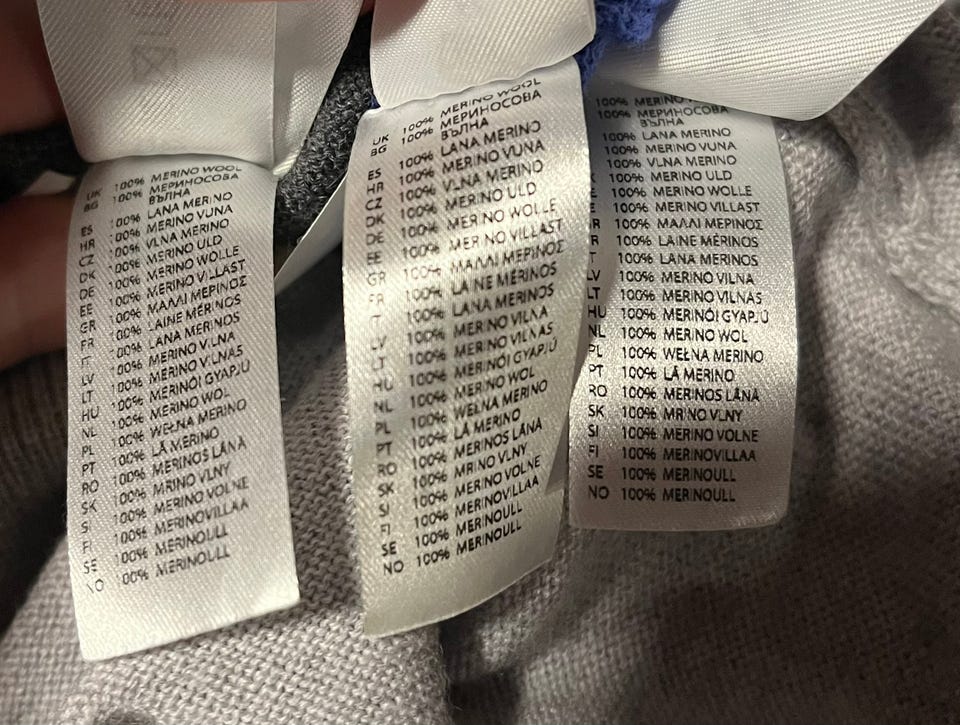 UK 100% MERINO WOOL
BG 100% МЕРИНОСОВА
ВЪЛНА
ES 100% LANA MERINO
HR 100% MERINO VUNA
CZ 100% VLNA MERINO
DK 100% MERINO ULD
DE 100% MERINO WOLLE
EE 100% MERINO VILLAST
GR 100% ΜΑΛΛΙ ΜΕΡΙΝΟΣ
FR 100% LAINE MÉRINOS
IT 100% LANA MERINOS
LV 100% MERINO VILNA
LT 100% MERINO VILNAS
HU 100% MERINÓI GYAPJÚ
NL 100% MERINO WOL
PL 100% WEŁNA MERINO
PT 100% LÃ MERINO
RO 100% MERINOS LÂNÃ
SK 100% MRINO VLNY
SI 100% MERINO VOLNE
FI 100% MERINOVILLAA
SE 100% MERINOULL
NO 100% MERINOULL
UK 100% MERINO WOOL
BG 100% МЕРИНОСОВА
ВЪЛНА
ES 100% LANA MERINO
HR 100% MERINO VUNA
CZ 100% VLNA MERINO
DK 100% MERINO ULD
DE 100% MERINO WOLLE
EE 100% MERINO VILLAST
GR 100% ΜΑΛΛΙ ΜΕΡΙΝΟΣ
FR 100% LAINE MÉRINOS
IT 100% LANA MERINOS
LV 100% MERINO VILNA
LT 100% MERINO VILNAS
HU 100% MERINÓI GYAPJÚ
NL 100% MERINO WOL
PL 100% WEŁNA MERINO
PT 100% LÃ MERINO
RO 100% MERINOS LÂNÃ
SK 100% MRINO VLNY
SI 100% MERINO VOLNE
FI 100% MERINOVILLAA
SE 100% MERINOULL
NO 100% MERINOULL
100% MERINO
100% МЕРИНОСОВА
ВЪЛНА
100% LANA MERINO
100% MERINO VUNA
100% VLNA MERINO
100% MERINO ULD
100% MERINO WOLLE
100% MERINO VILLAST
100% ΜΑΛΛΙ ΜΕΡΙΝΟΣ
100% LAINE MÉRINOS
100% LANA MERINOS
LV 100% MERINO VILNA
LT 100% MERINO VILNAS
HU 100% MERINÓI GYAPJÚ
NL 100% MERINO WOL
PL 100% WEŁNA MERINO
PT 100% LÃ MERINO
RO 100% MERINOS LÂNÃ
SK 100% MRINO VLNY
SI 100% MERINO VOLNE
FI 100% MERINOVILLAA
SE 100% MERINOULL
NO 100% MERINOULL